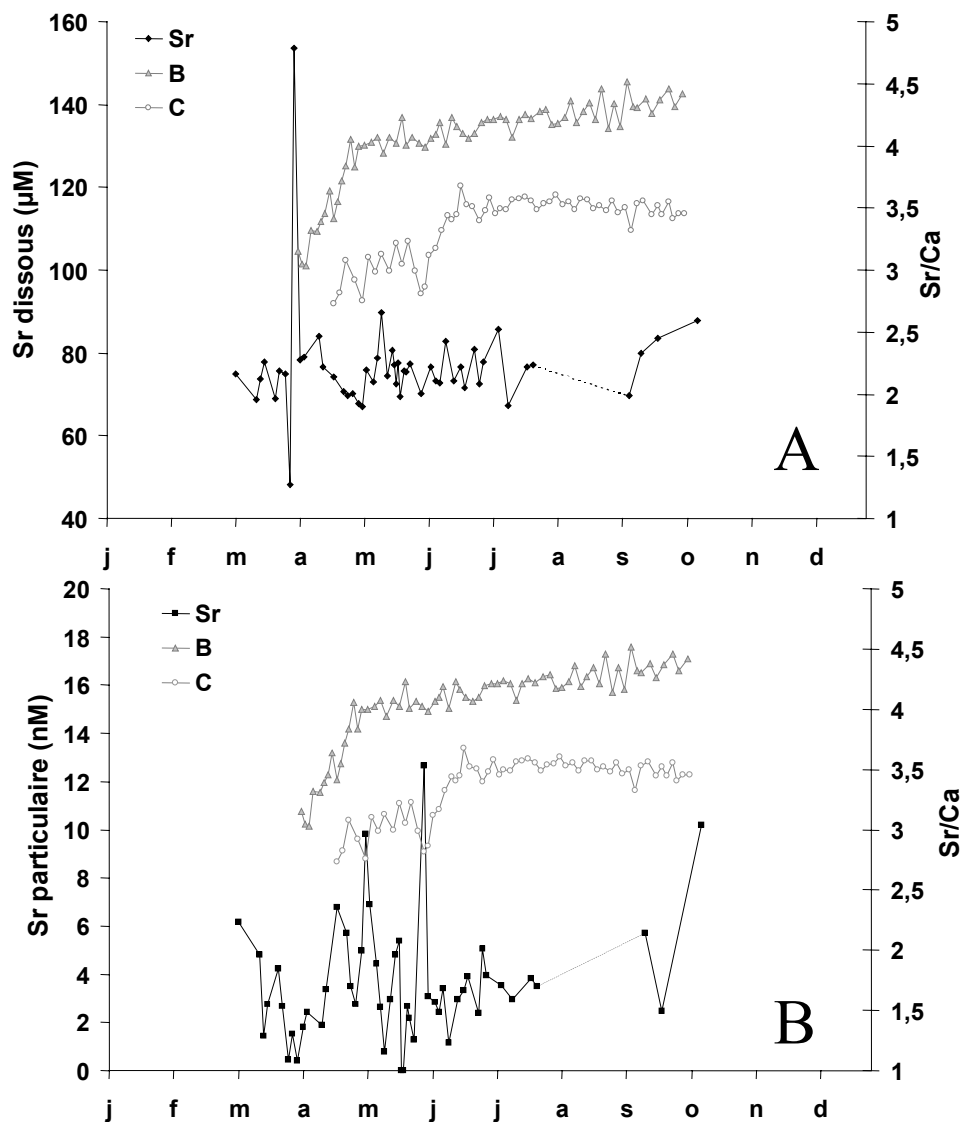 Sr dissous (µM)
160
140
120
100
80
60
40
Sr
B
C
5
4,5
4
3,5
3
2,5
2
1,5
1
Sr/Ca
A
j f m a m j j a s o n d
Sr particulaire (nM)
20
18
16
14
12
10
8
6
4
2
0
Sr
B
C
5
4,5
4
3,5
3
2,5
2
1,5
1
Sr/Ca
B
j f m a m j j a s o n d